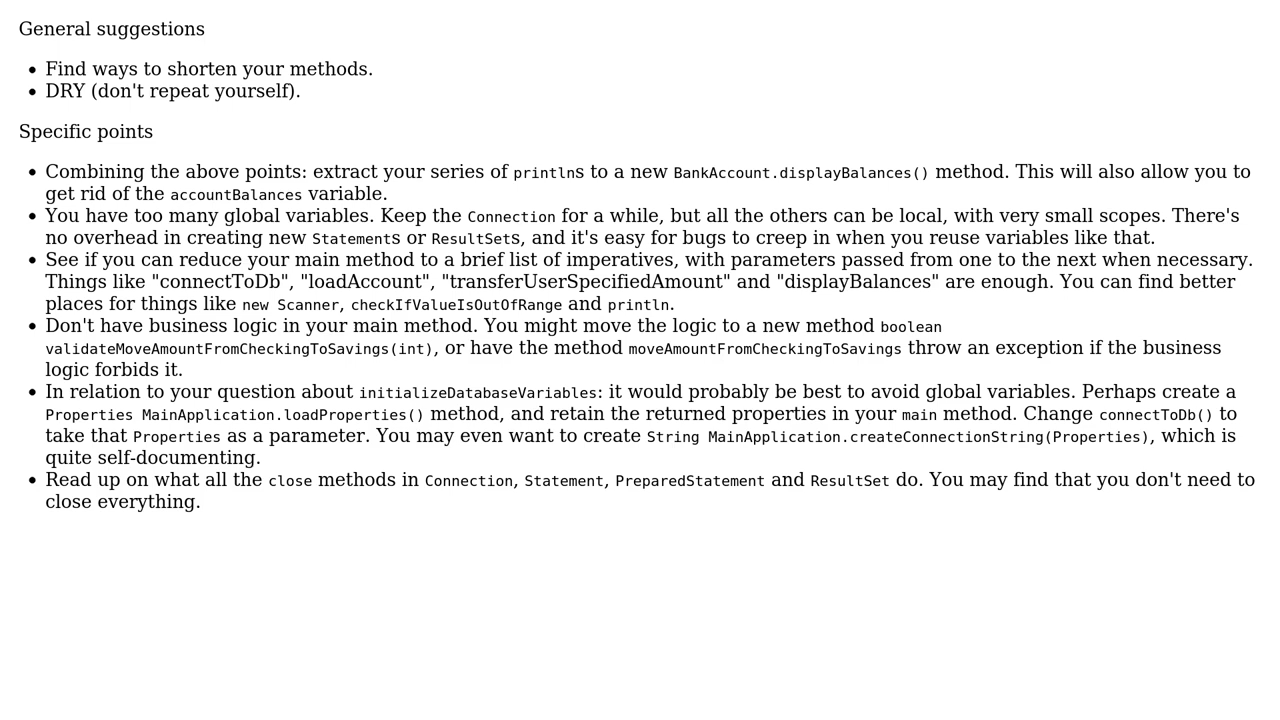 General suggestions
Find ways to shorten your methods.
DRY (don't repeat yourself).
Specific points
Combining the above points: extract your series of printlns to a new BankAccount.displayBalances() method. This will also allow you to
get rid of the accountBalances variable.
You have too many global variables. Keep the Connection for a while, but all the others can be local, with very small scopes. There's
no overhead in creating new Statements or ResultSets, and it's easy for bugs to creep in when you reuse variables like that.
See if you can reduce your main method to a brief list of imperatives, with parameters passed from one to the next when necessary.
Things like "connectToDb", "loadAccount", "transferUserSpecifiedAmount" and "displayBalances" are enough. You can find better
places for things like new Scanner, checkIfValueIsOutOfRange and println.
Don't have business logic in your main method. You might move the logic to a new method boolean
validateMoveAmountFromCheckingToSavings(int), or have the method moveAmountFromCheckingToSavings throw an exception if the business
logic forbids it.
In relation to your question about initializeDatabaseVariables: it would probably be best to avoid global variables. Perhaps create a
Properties MainApplication.loadProperties() method, and retain the returned properties in your main method. Change connectToDb() to
take that Properties as a parameter. You may even want to create String MainApplication.createConnectionString(Properties), which is
quite self-documenting.
Read up on what all the close methods in Connection, Statement, PreparedStatement and ResultSet do. You may find that you don't need to
close everything.